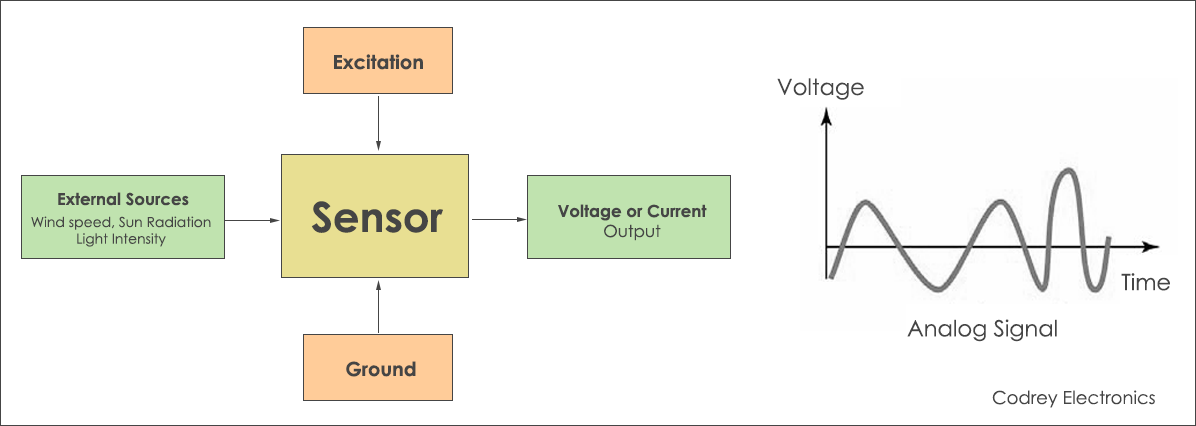 Excitation
External Sources
Wind speed, Sun Radiation
Light Intensity
Sensor
Voltage or Current
Output
Ground
Voltage
Time
Analog Signal
Codrey Electronics